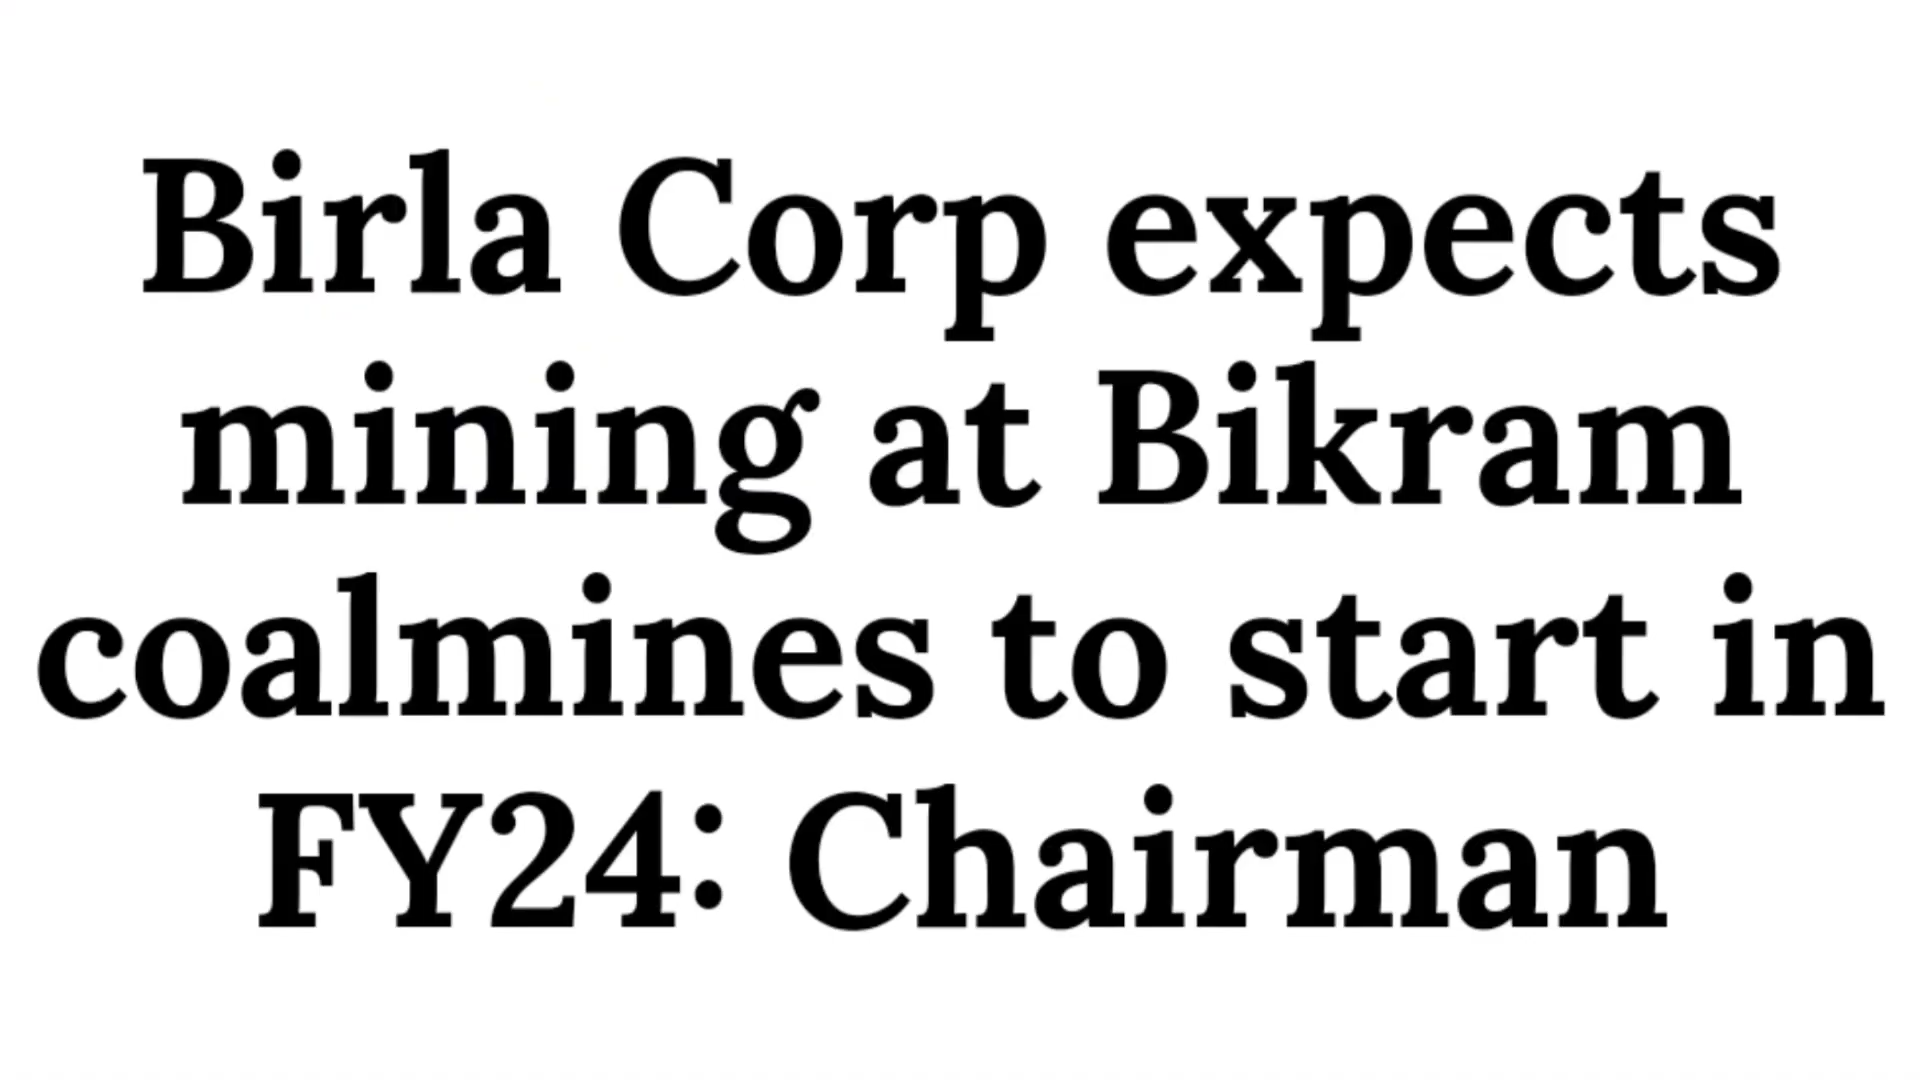 Birla Corp expects
mining at Bikram
coalmines to start in
FY24: Chairman